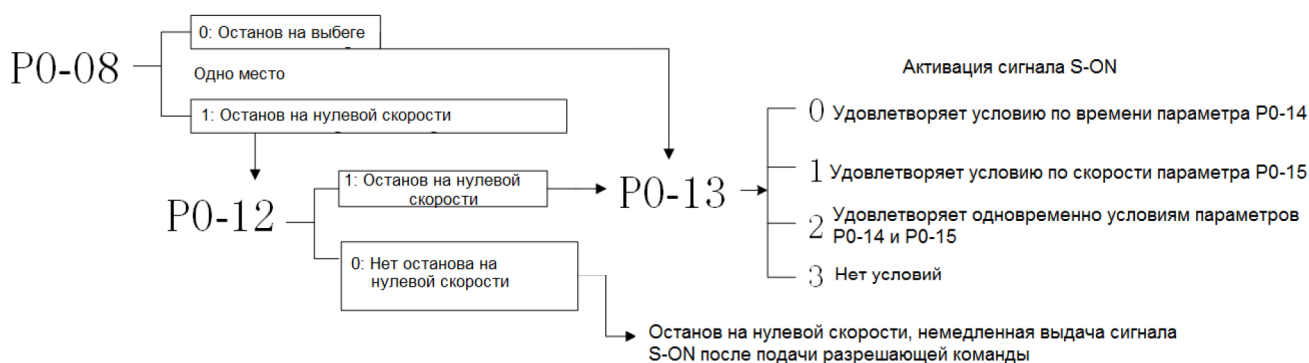 0: Останов на выбеге
P0-08
Одно место
1: Останов на нулевой скорости
Активация сигнала S-ON
0 Удовлетворяет условию по времени параметра P0-14
1 Удовлетворяет условию по скорости параметра P0-15
2 Удовлетворяет одновременно условиям параметров
P0-14 и P0-15
3 Нет условий
P0-13
P0-12
1: Останов на нулевой
скорости
0: Нет останова на
нулевой скорости
Останов на нулевой скорости, немедленная выдача сигнала
S-ON после подачи разрешающей команды